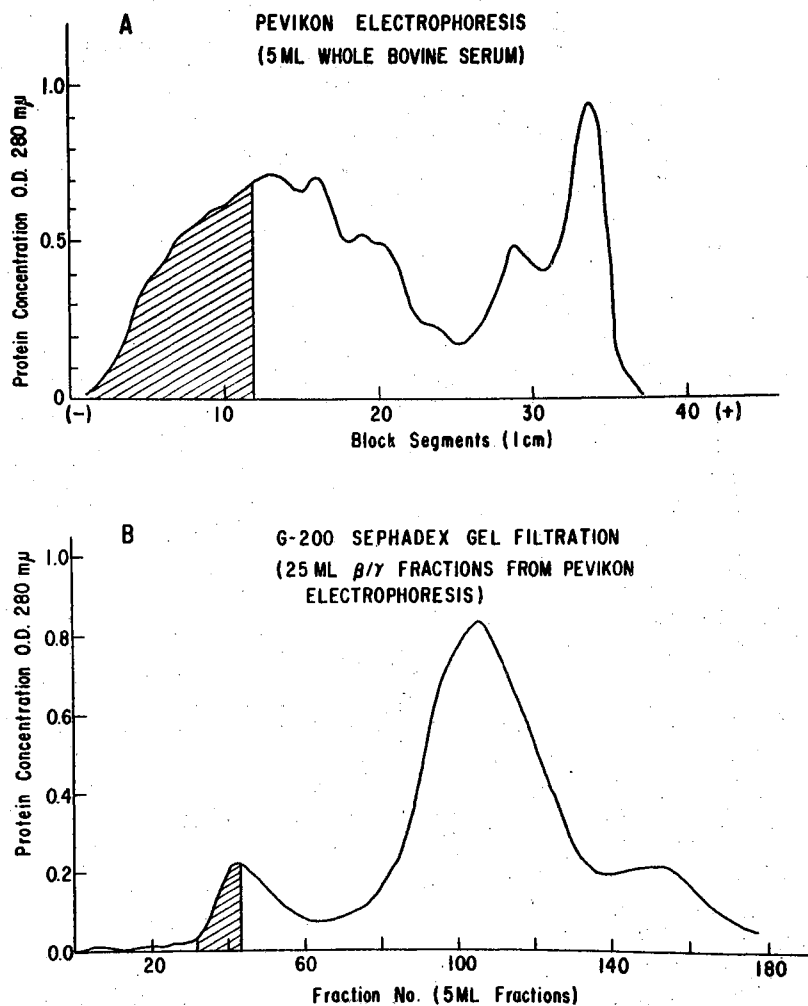 A
PEVIKON ELECTROPHORESIS
(5ML WHOLE BOVINE SERUM)
Protein Concentration O.D. 280 mμ
1.0
0.5
0
(-)
10
20
30
40
(+)
Block Segments (1cm)
B
G-200 SEPHADEX GEL FILTRATION
(25ML β/γ FRACTIONS FROM PEVIKON
ELECTROPHORESIS)
Protein Concentration O.D. 280 mμ
1.0
0.8
0.6
0.4
0.2
0.0
20
60
100
140
180
Fraction No. (5ML Fractions)